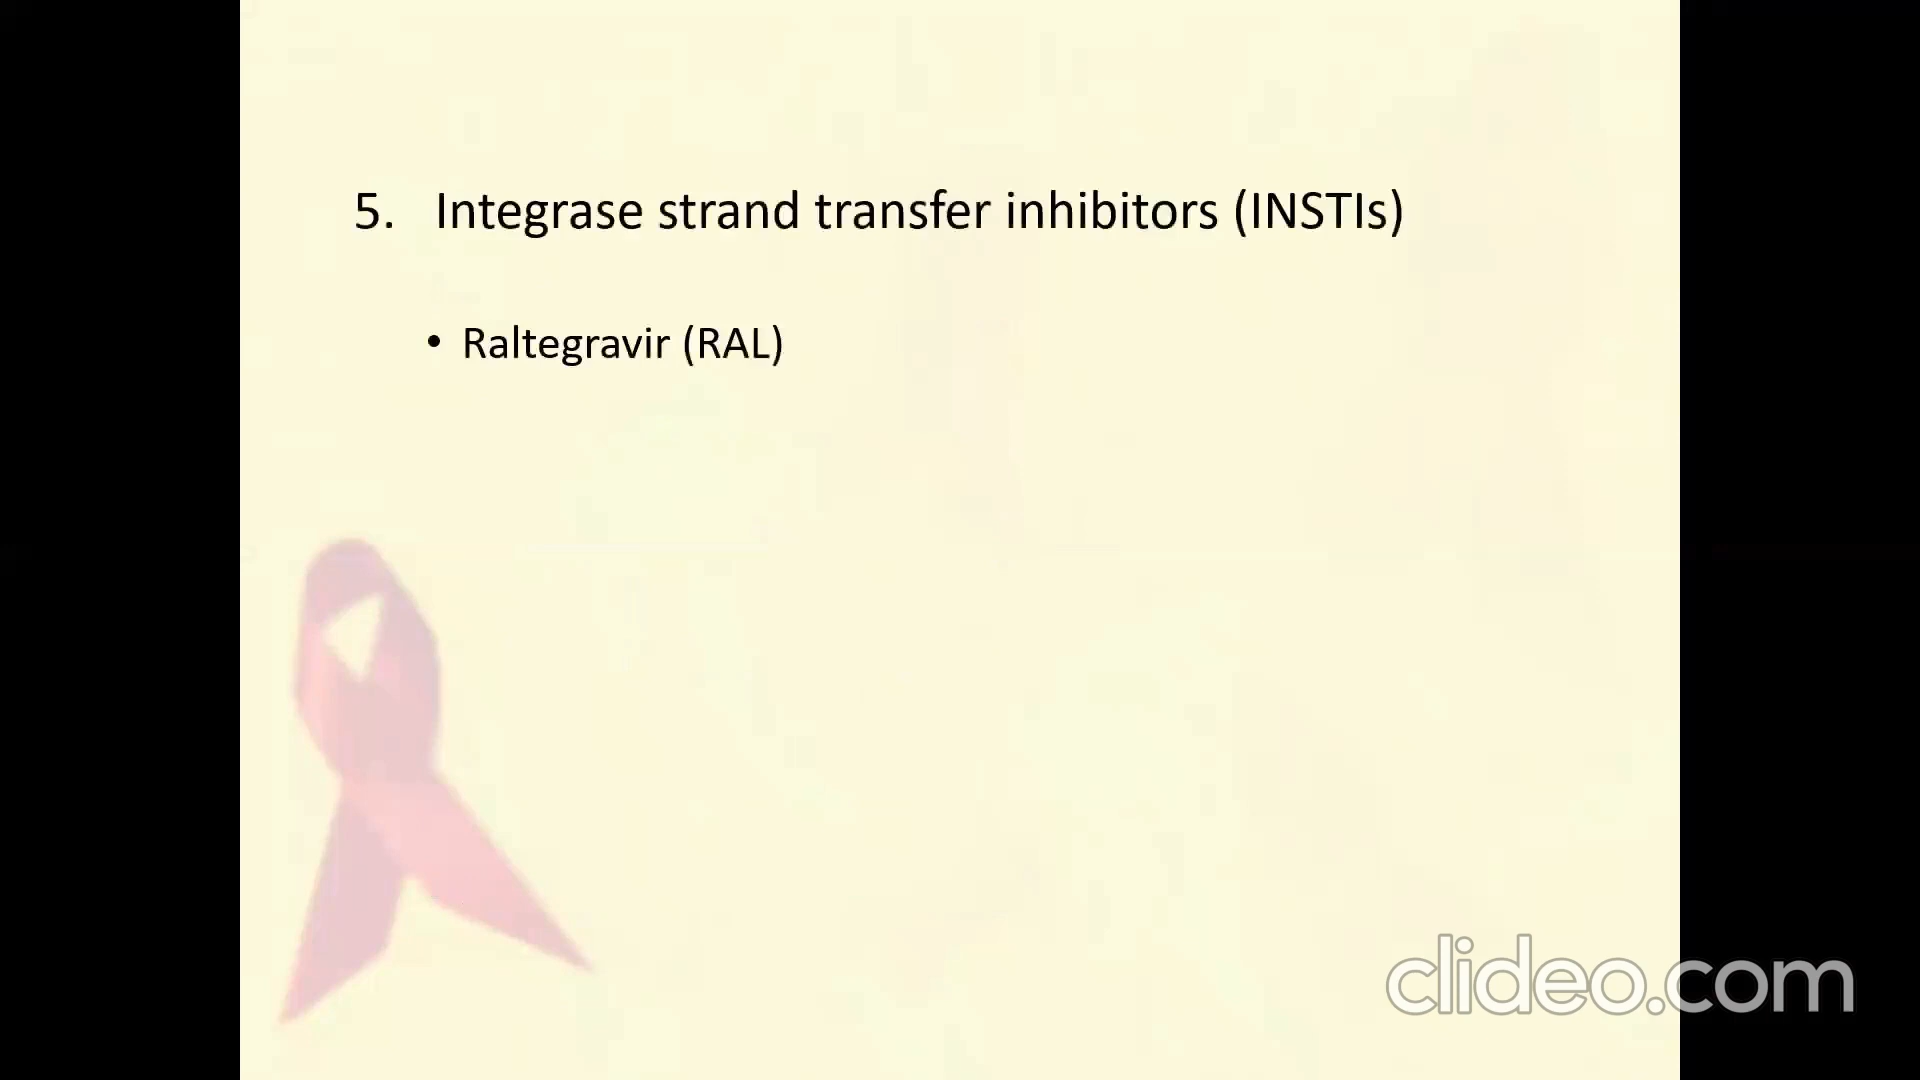 5. Integrase strand transfer inhibitors (INSTIs)
• Raltegravir (RAL)
clideo.com